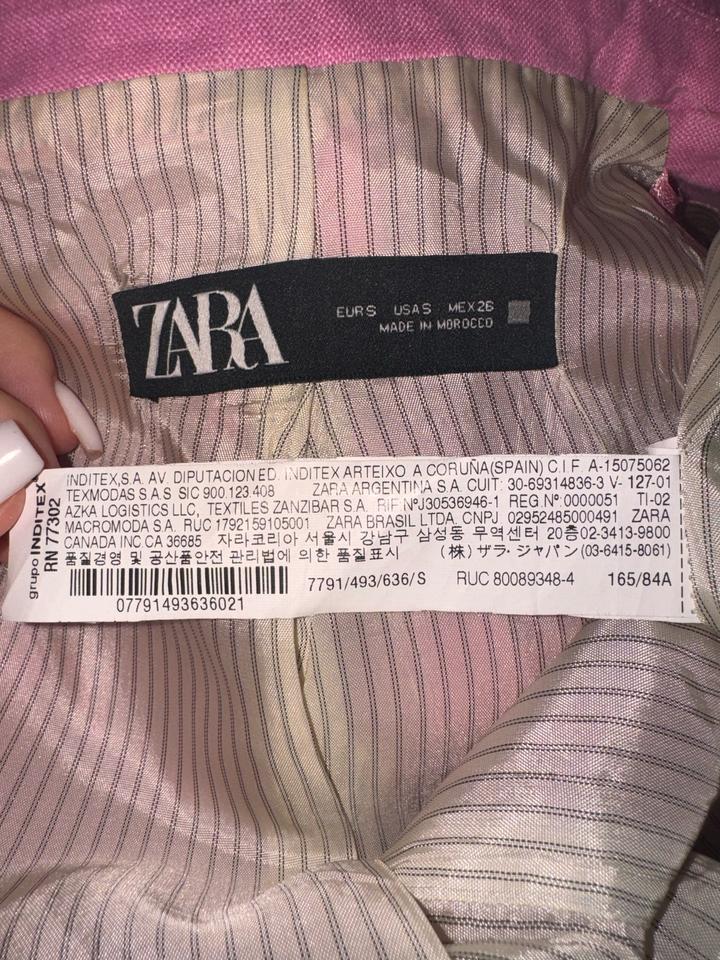 ZARA
EUR S USA S MEX 26
MADE IN MOROCCO
grupo INDITEX
RN 77302
INDITEX,S.A. AV. DIPUTACION ED. INDITEX ARTEIXO A CORUÑA(SPAIN) C.I.F. A-15075062
TEXMODAS S A S SIC 900.123.408 ZARA ARGENTINA S.A. CUIT: 30-69314836-3 V- 127-01
AZKA LOGISTICS LLC, TEXTILES ZANZIBAR S.A. RIF NºJ30536946-1 REG.Nº 0000051 TI-02
MACROMODA S.A. RUC 1792159105001 ZARA BRASIL LTDA. CNPJ. 02952485000491 ZARA
CANADA INC.CA 36685 자라코리아 서울시 강남구 삼성동 무역센터 20층02-3413-9800
품질경영 및 공산품안전 관리법에 의한 품질표시 (株) ザラ・ジャパン (03-6415-8061)
7791/493/636/S RUC 80089348-4 165/84A
07791493636021